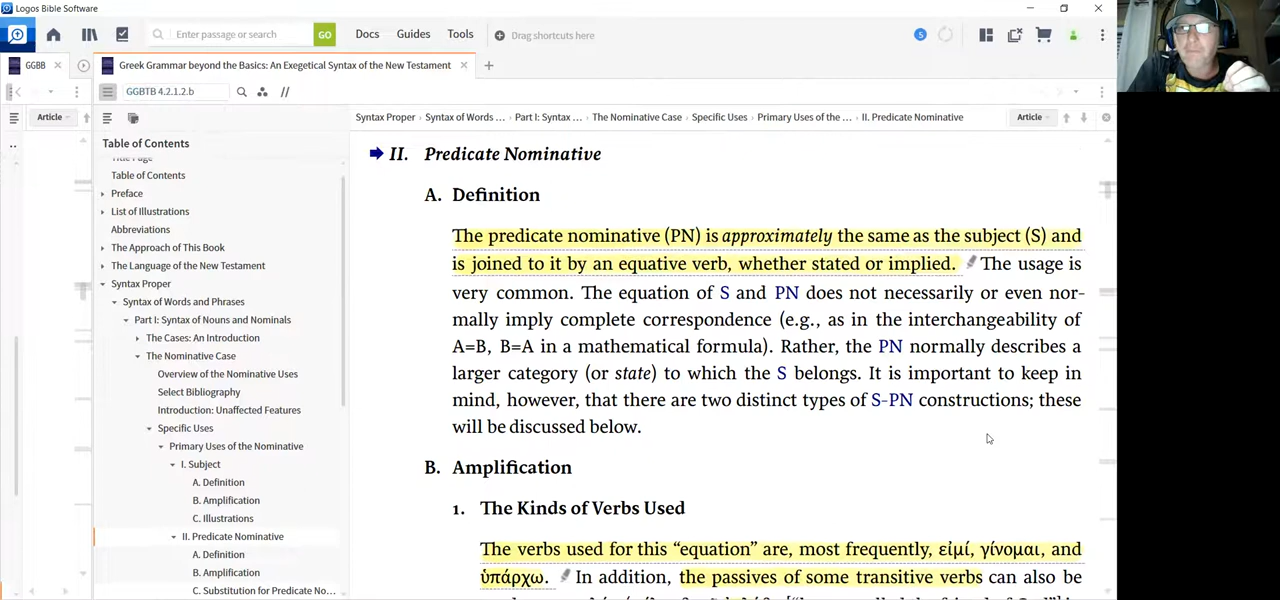 Logos Bible Software
Enter passage or search
GO
Docs
Guides
Tools
Drag shortcuts here
5
GGBB
Greek Grammar beyond the Basics: An Exegetical Syntax of the New Testament
GGBTB 4.2.1.2.b
Article
Syntax Proper › Syntax of Words ... › Part I: Syntax ... › The Nominative Case › Specific Uses › Primary Uses of the ... › II. Predicate Nominative
Article
Table of Contents
Title Page
Table of Contents
Preface
List of Illustrations
Abbreviations
The Approach of This Book
The Language of the New Testament
Syntax Proper
Syntax of Words and Phrases
Part I: Syntax of Nouns and Nominals
The Cases: An Introduction
The Nominative Case
Overview of the Nominative Uses
Select Bibliography
Introduction: Unaffected Features
Specific Uses
Primary Uses of the Nominative
I. Subject
A. Definition
B. Amplification
C. Illustrations
II. Predicate Nominative
A. Definition
B. Amplification
C. Substitution for Predicate No...
II. Predicate Nominative
A. Definition
The predicate nominative (PN) is approximately the same as the subject (S) and
is joined to it by an equative verb, whether stated or implied. The usage is
very common. The equation of S and PN does not necessarily or even nor-
mally imply complete correspondence (e.g., as in the interchangeability of
A=B, B=A in a mathematical formula). Rather, the PN normally describes a
larger category (or state) to which the S belongs. It is important to keep in
mind, however, that there are two distinct types of S-PN constructions; these
will be discussed below.
B. Amplification
1. The Kinds of Verbs Used
The verbs used for this “equation” are, most frequently, εἰμί, γίνομαι, and
ὑπάρχω. In addition, the passives of some transitive verbs can also be